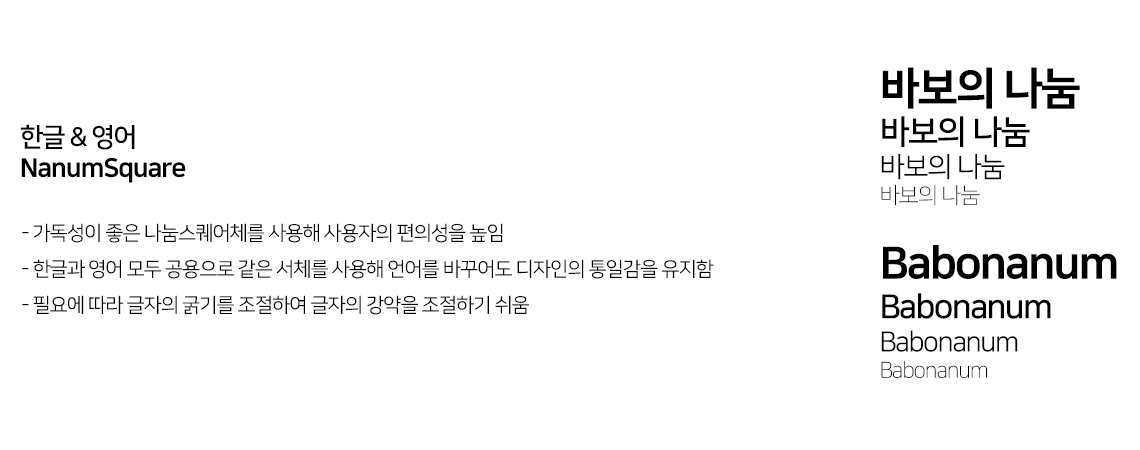 한글 & 영어
NanumSquare
- 가독성이 좋은 나눔스퀘어체를 사용해 사용자의 편의성을 높임
- 한글과 영어 모두 공용으로 같은 서체를 사용해 언어를 바꾸어도 디자인의 통일감을 유지함
- 필요에 따라 글자의 굵기를 조절하여 글자의 강약을 조절하기 쉬움
바보의 나눔
바보의 나눔
바보의 나눔
바보의 나눔
Babonanum
Babonanum
Babonanum
Babonanum